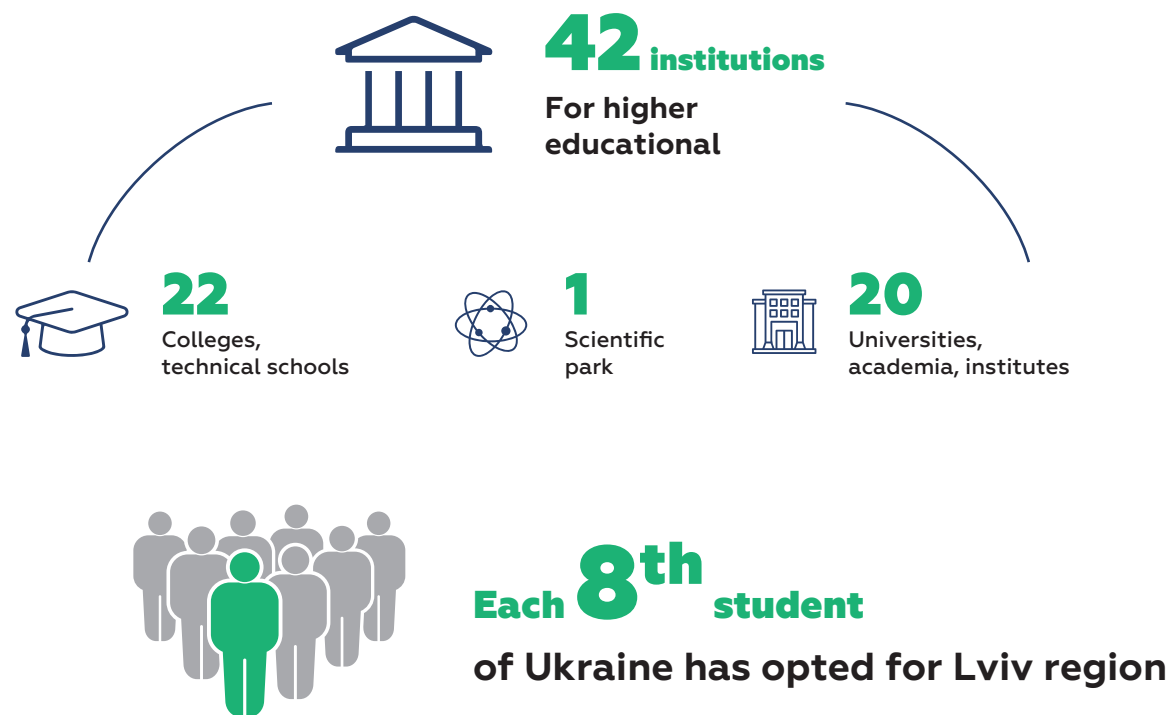 42 institutions
For higher
educational
22
Colleges,
technical schools
1
Scientific
park
20
Universities,
academia, institutes
Each 8th student
of Ukraine has opted for Lviv region